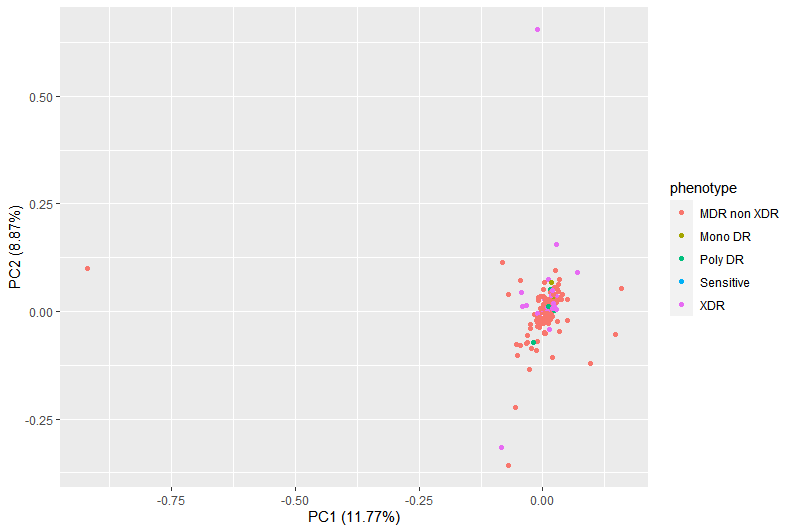 0.50
0.25
0.00
-0.25
PC2 (8.87%)
-0.75
-0.50
-0.25
0.00
PC1 (11.77%)
phenotype
MDR non XDR
Mono DR
Poly DR
Sensitive
XDR